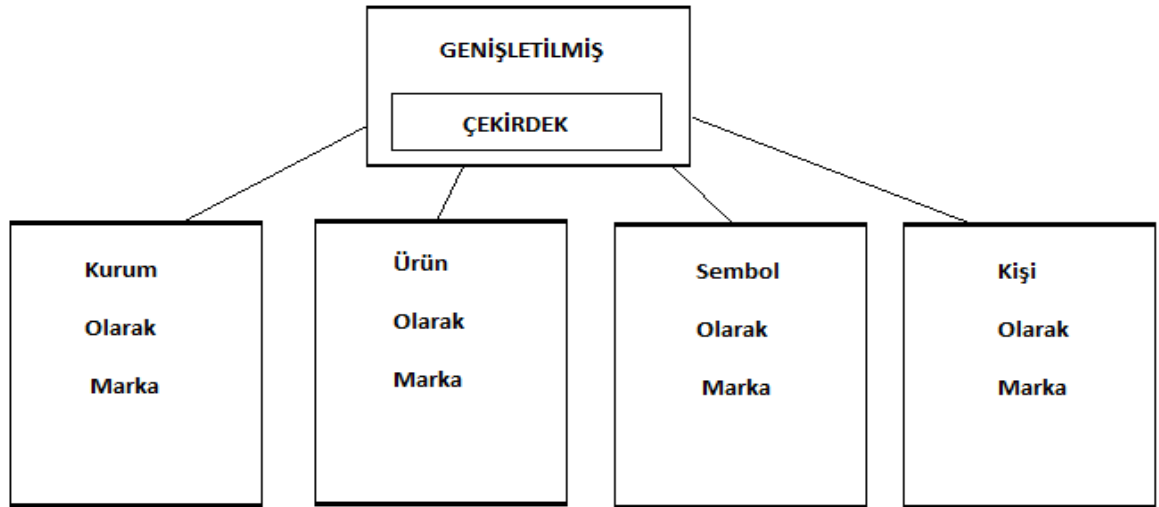 GENİŞLETİLMİŞ
ÇEKİRDEK
Kurum
Olarak
Marka
Ürün
Olarak
Marka
Sembol
Olarak
Marka
Kişi
Olarak
Marka